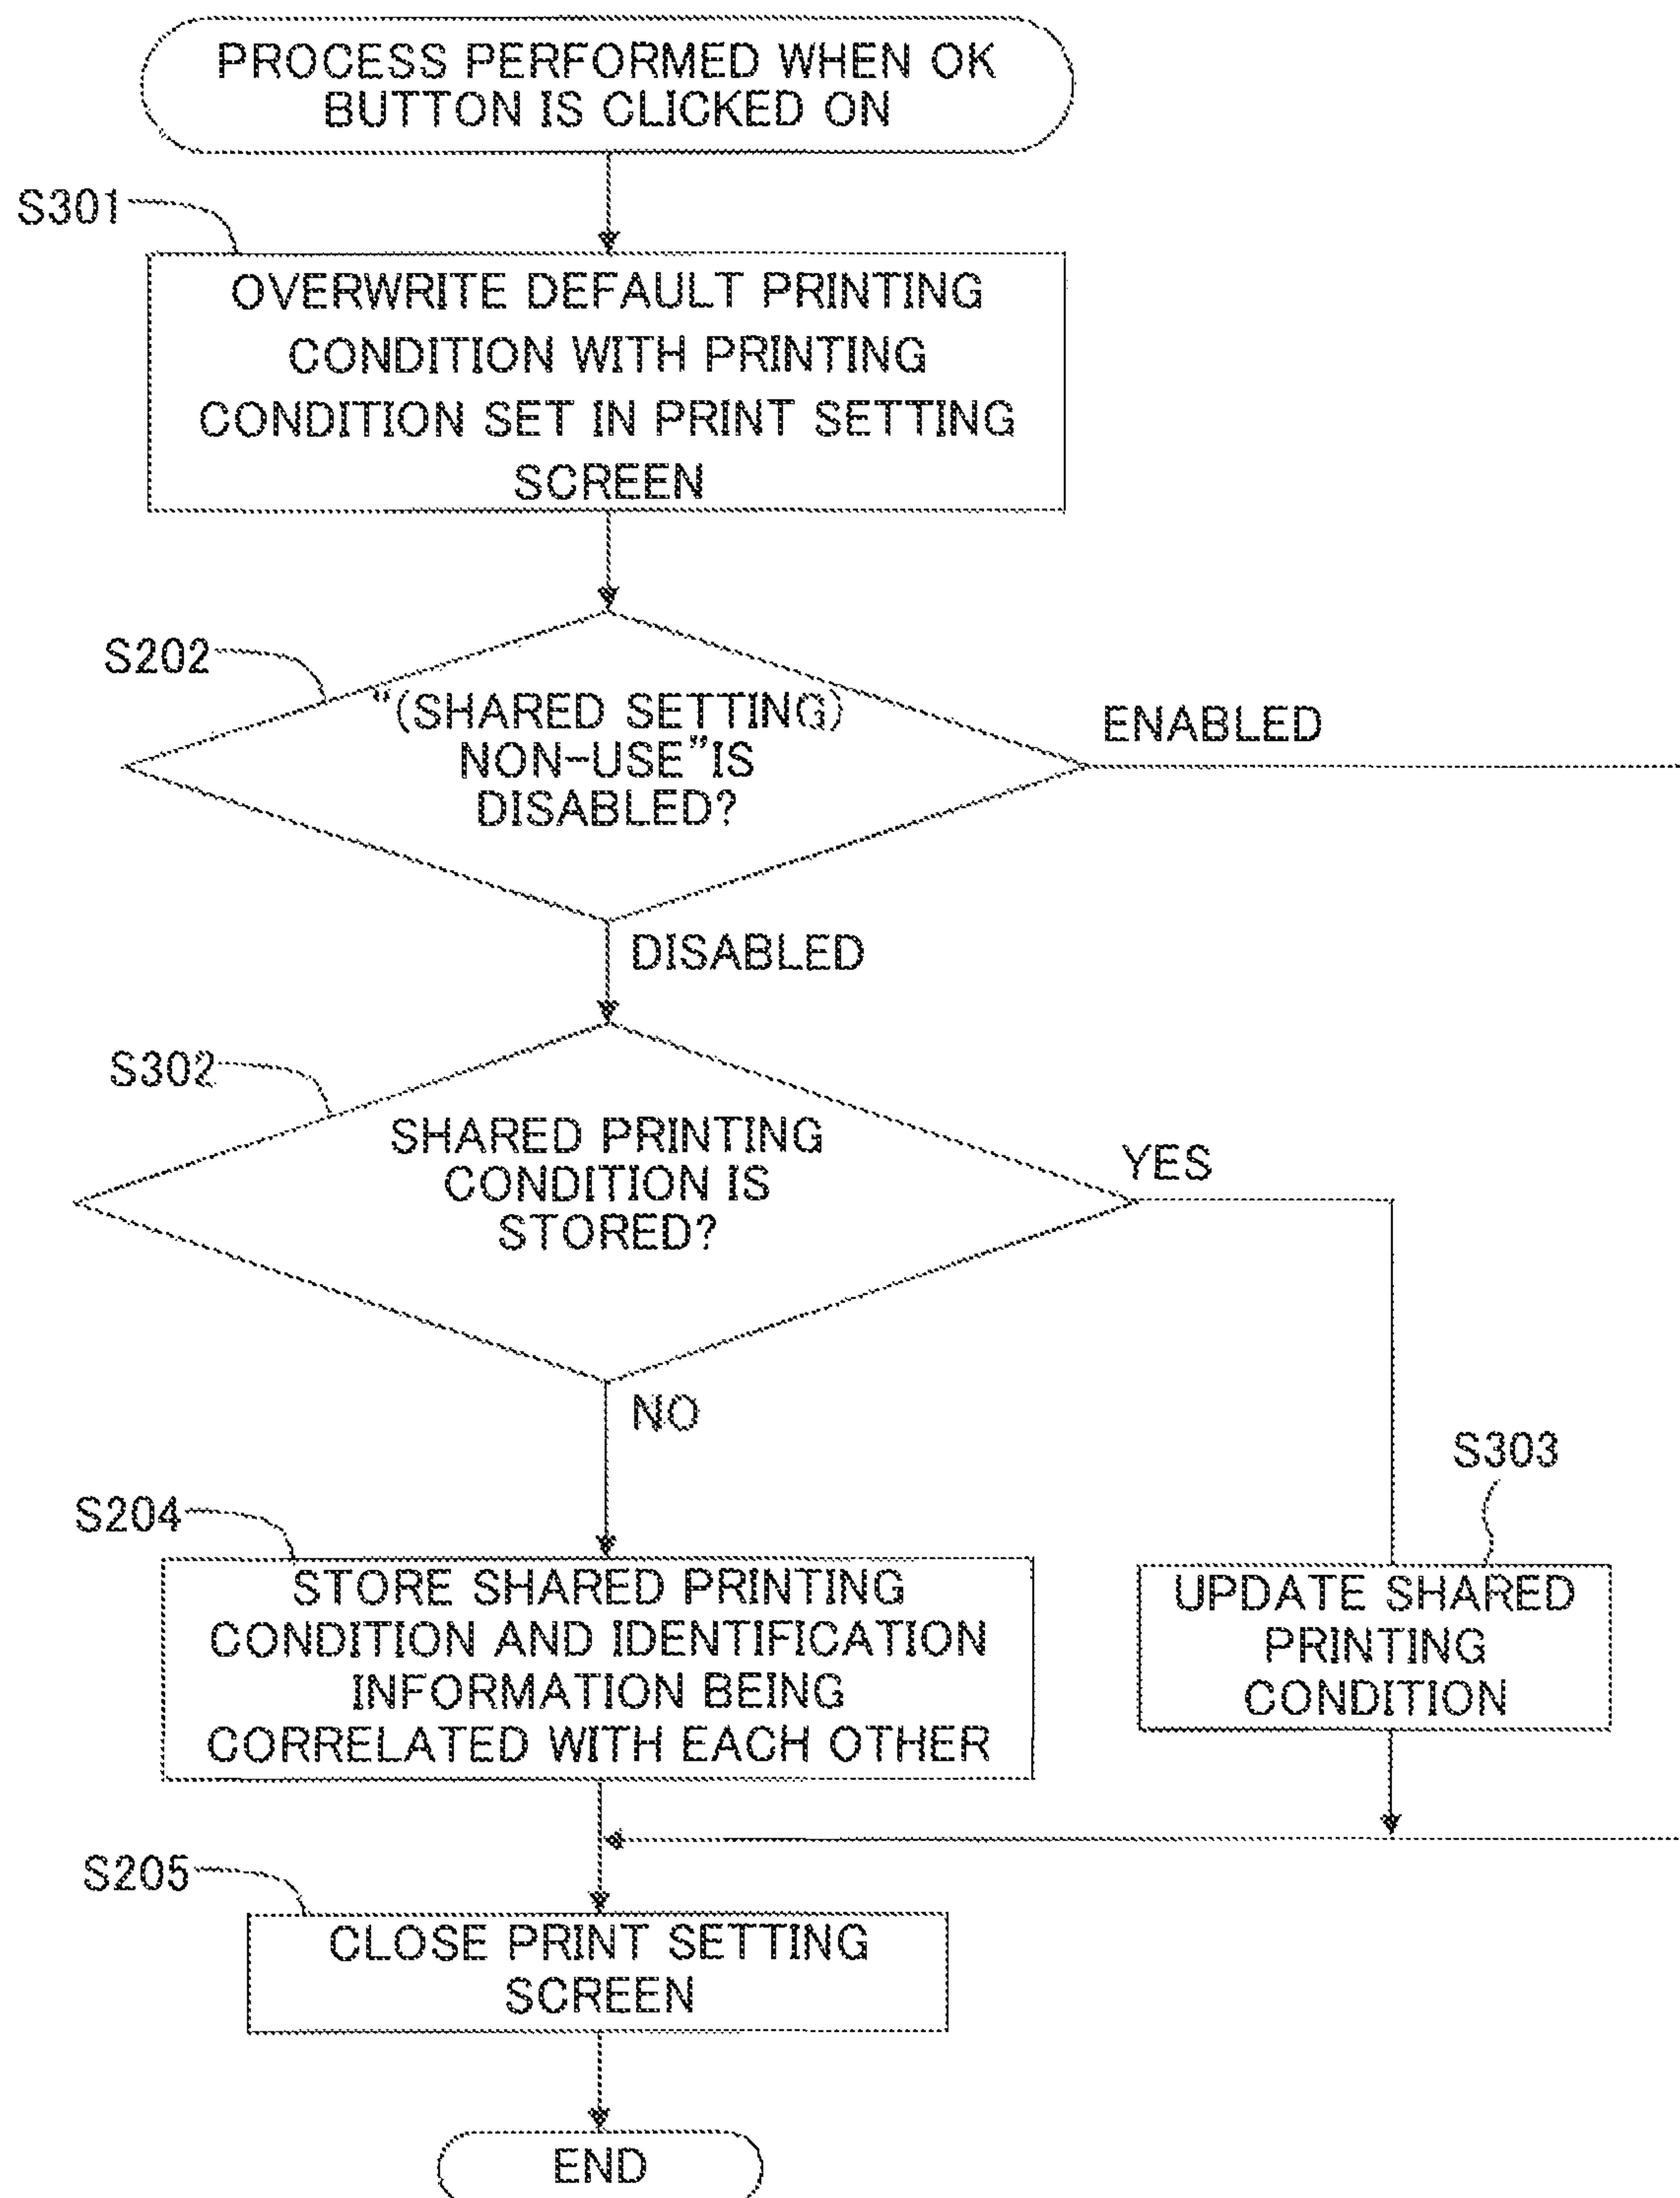 PROCESS PERFORMED WHEN OK
BUTTON IS CLICKED ON
S301
OVERWRITE DEFAULT PRINTING
CONDITION WITH PRINTING
CONDITION SET IN PRINT SETTING
SCREEN
S202
"(SHARED SETTING)
NON-USE"IS
DISABLED?
ENABLED
DISABLED
S302
SHARED PRINTING
CONDITION IS
STORED?
YES
NO
S303
S204
STORE SHARED PRINTING
CONDITION AND IDENTIFICATION
INFORMATION BEING
CORRELATED WITH EACH OTHER
UPDATE SHARED
PRINTING
CONDITION
S205
CLOSE PRINT SETTING
SCREEN
END